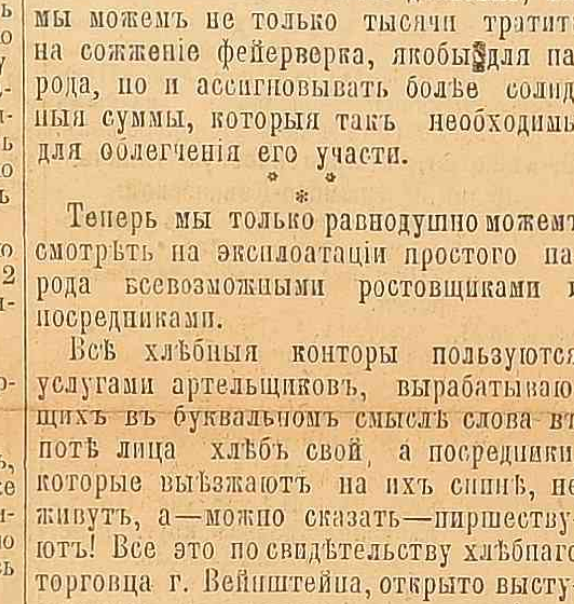 мы можемъ не только тысячи тратит
на сожженіе фейерверка, якобы для на
рода, но и ассигновывать болѣе солид
ныя суммы, которыя такъ необходимы
для облегченія его участи.
* * *
Теперь мы только равнодушно можемъ
смотрѣть на эксплоатаціи простого на
рода всевозможными ростовщиками и
посредниками.
Всѣ хлѣбныя конторы пользуются
услугами артельщиковъ, вырабатываю
щихъ въ буквальномъ смыслѣ слова въ
потѣ лица хлѣбъ свой, а посредники
которые выѣзжаютъ на ихъ спинѣ, не
живутъ, а—можно сказать—пиршеству
ютъ! Все это по свидѣтельству хлѣбнаго
торговца г. Вейнштейна, открыто высту-